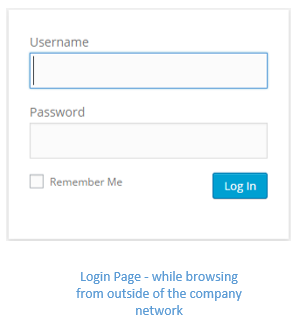 Username
Password
Remember Me
Log In
Login Page - while browsing
from outside of the company
network